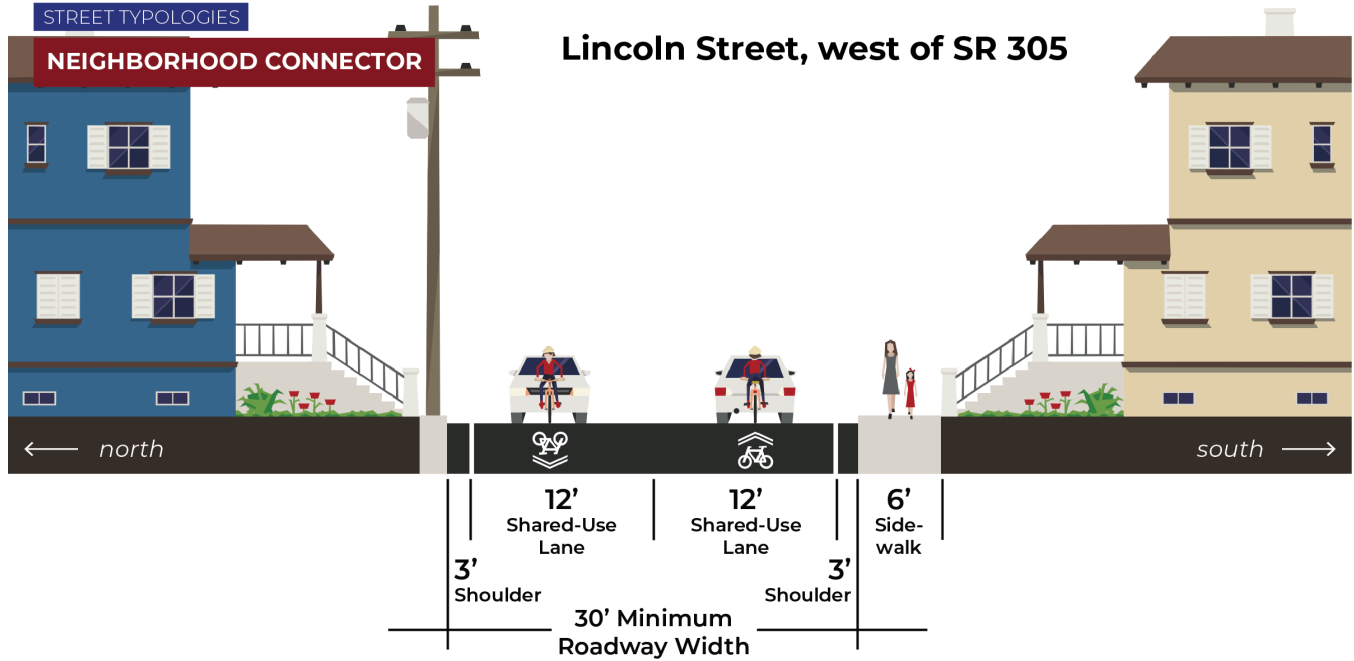 STREET TYPOLOGIES
NEIGHBORHOOD CONNECTOR
Lincoln Street, west of SR 305
north
south
12’
Shared-Use
Lane
12’
Shared-Use
Lane
6’
Side-
walk
3’
Shoulder
3’
Shoulder
30’ Minimum
Roadway Width